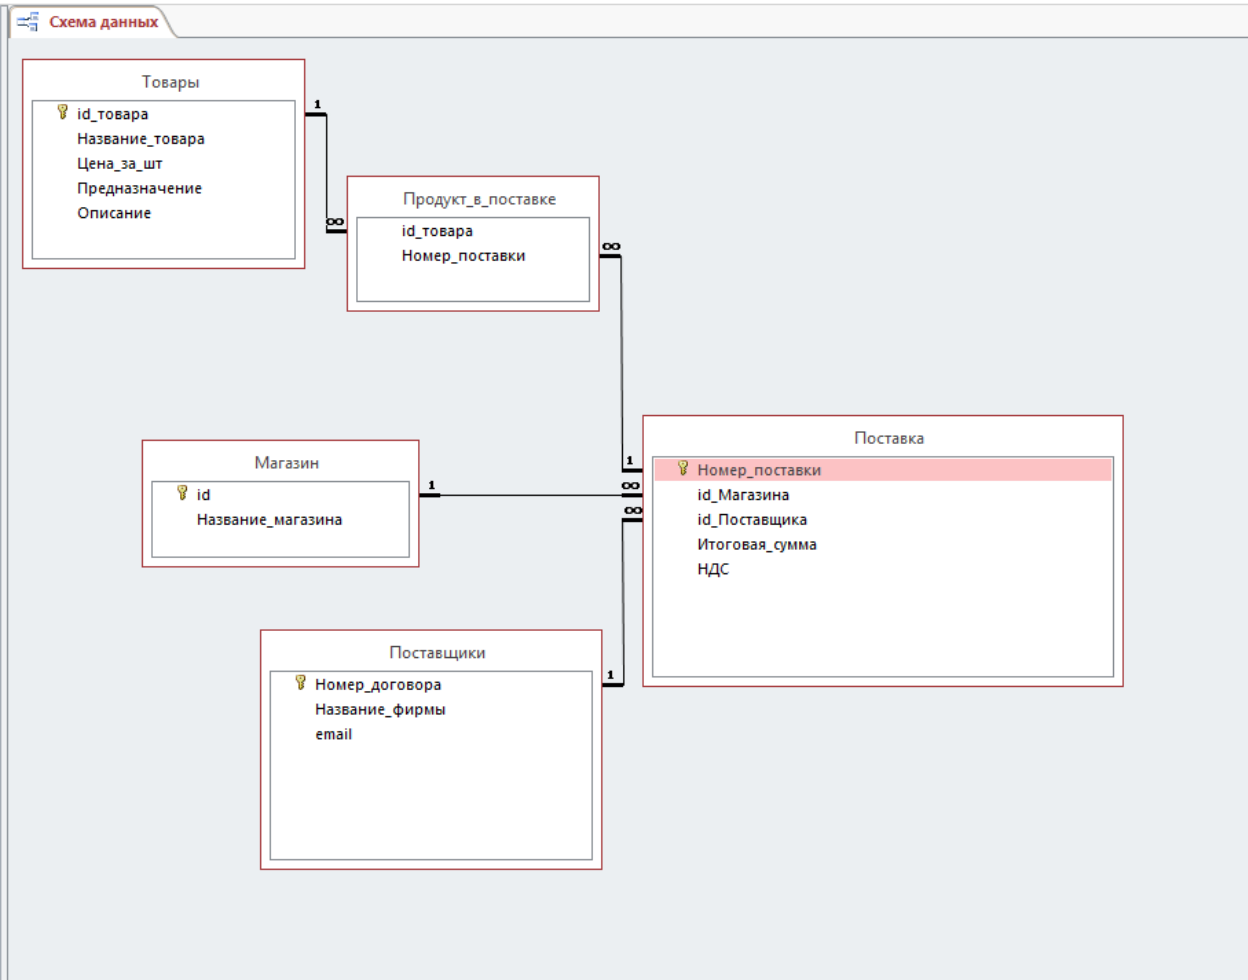 Схема данных
Товары
id_товара
Название_товара
Цена_за_шт
Предназначение
Описание
1
∞
Продукт_в_поставке
id_товара
Номер_поставки
∞
1
Магазин
id
Название_магазина
1
∞
Поставщики
Номер_договора
Название_фирмы
email
1
∞
Поставка
Номер_поставки
id_Магазина
id_Поставщика
Итоговая_сумма
НДС